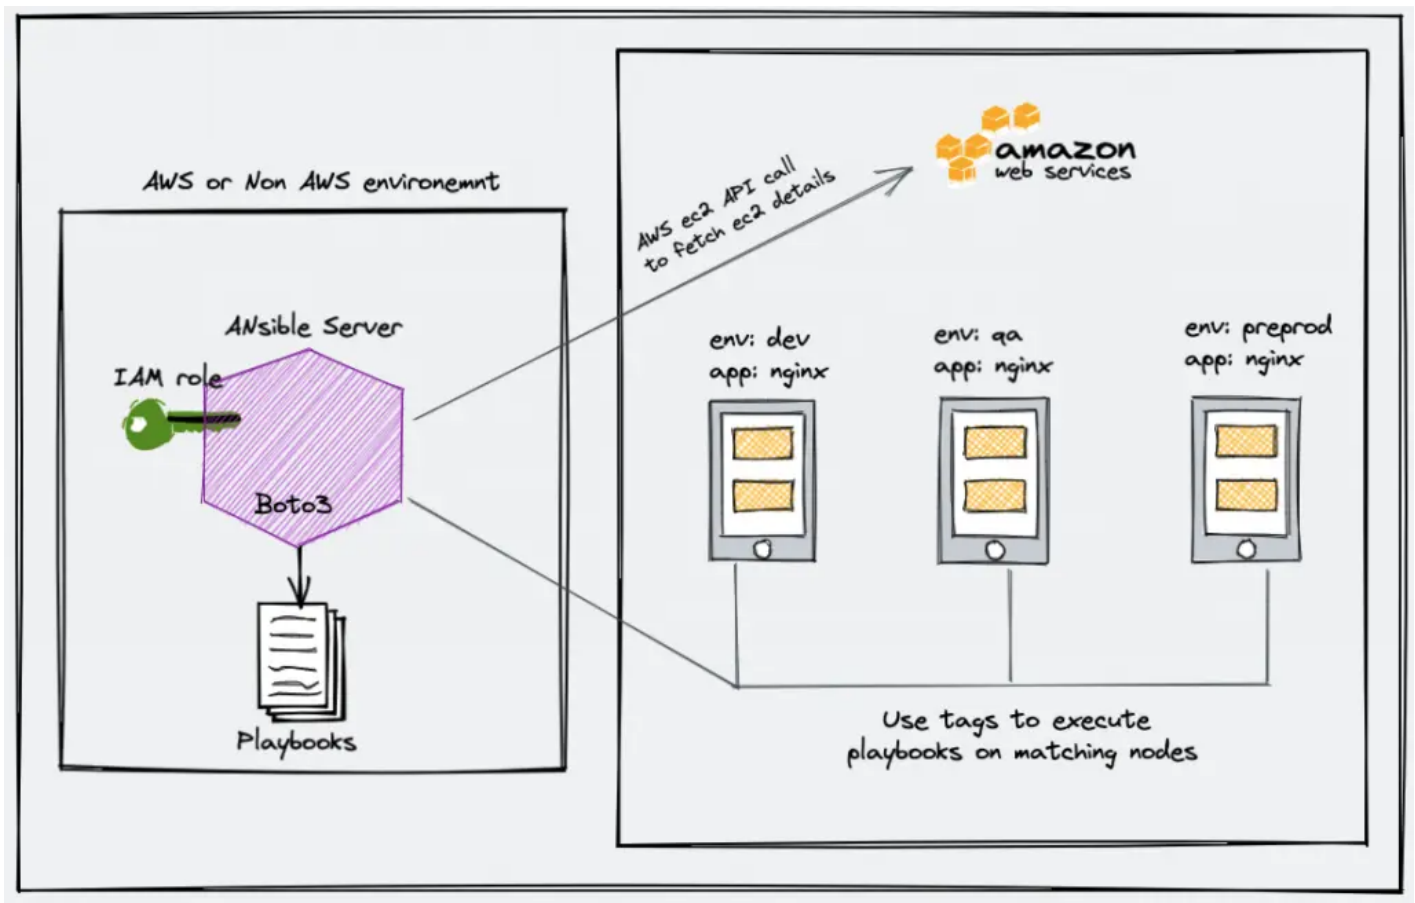 AWS or Non AWS environemnt
ANsible Server
IAM role
Boto3
Playbooks
AWS ec2 API call
to fetch ec2 details
amazon
web services
env: dev
app: nginx
env: qa
app: nginx
env: preprod
app: nginx
Use tags to execute
playbooks on matching nodes